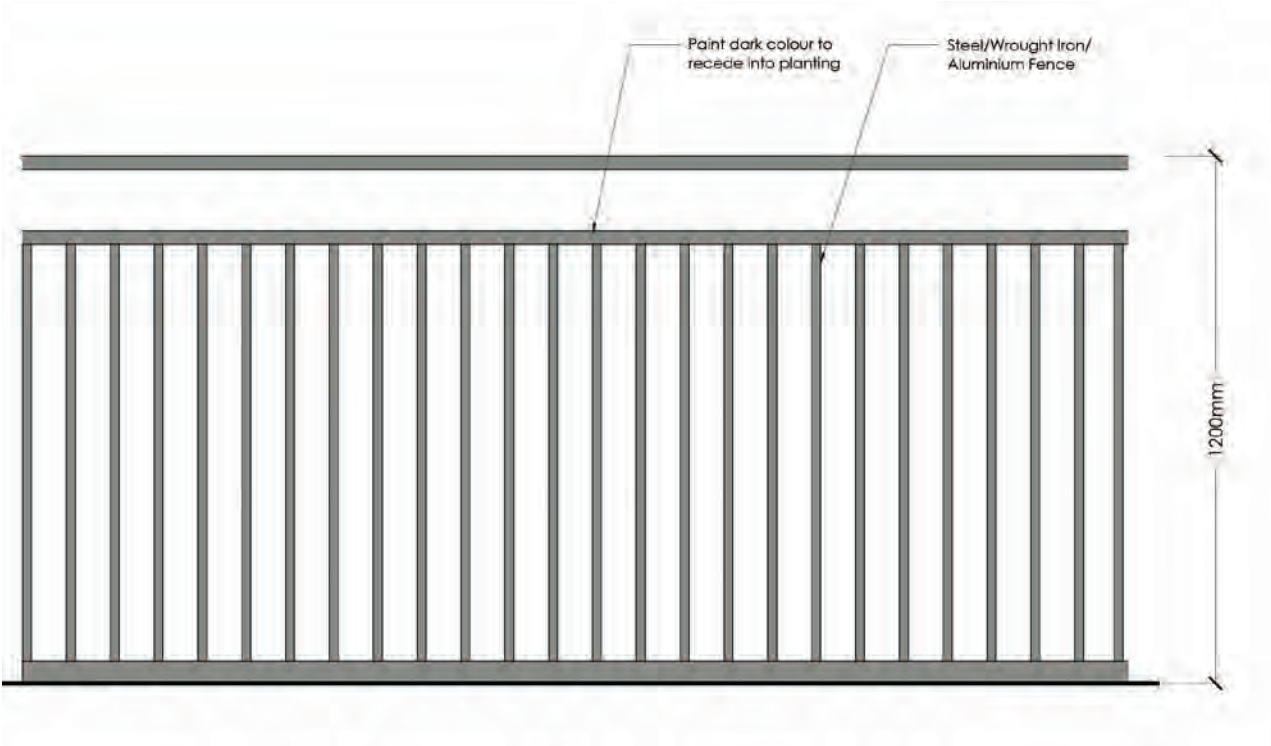 Paint dark colour to
recede into planting
Steel/Wrought Iron/
Aluminium Fence
1200mm